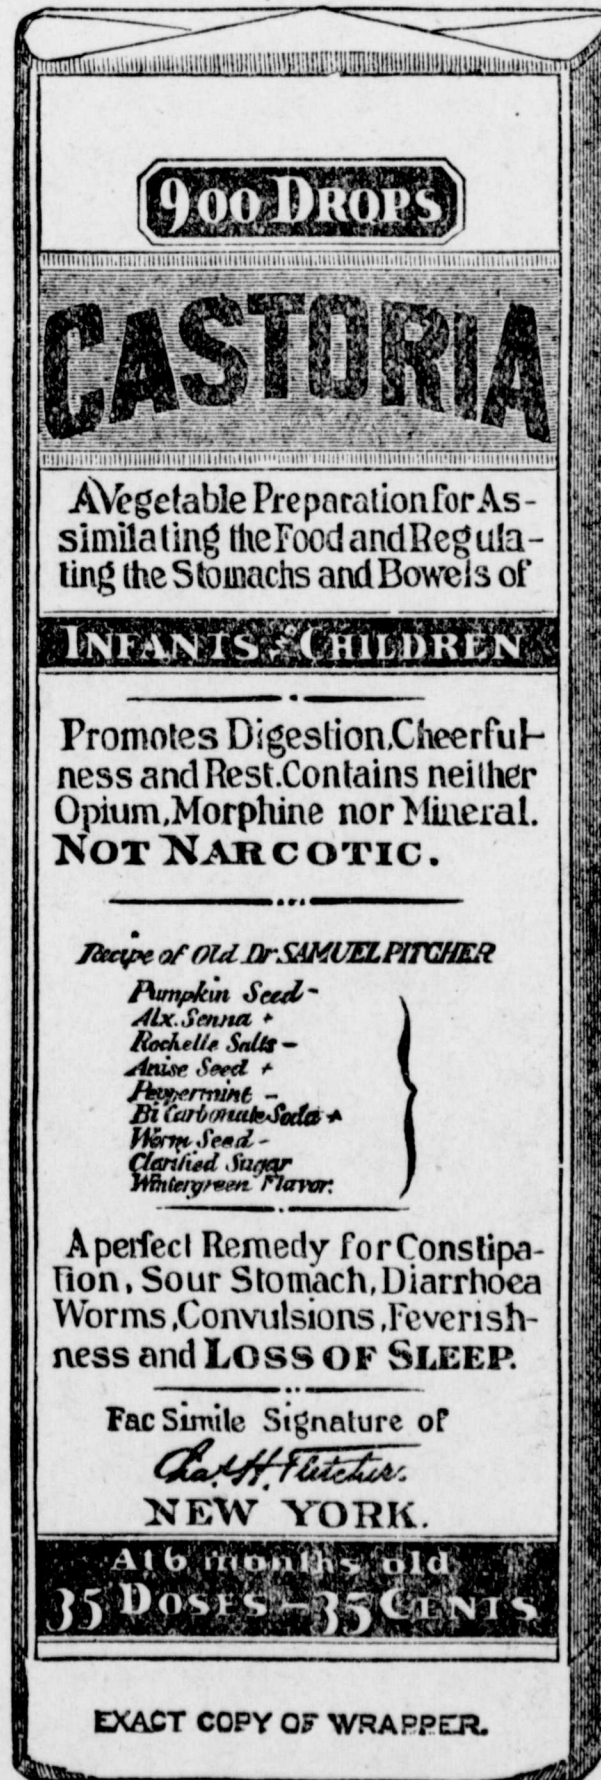 900 DROPS
CASTORIA
AVegetable Preparation for As-
similating the Food and Regula-
ting the Stomachs and Bowels of
INFANTS & CHILDREN
Promotes Digestion,Cheerful-
ness and Rest.Contains neither
Opium,Morphine nor Mineral.
NOT NARCOTIC.
Recipe of Old Dr SAMUEL PITCHER
Pumpkin Seed -
Alx. Senna +
Rochelle Salts -
Anise Seed +
Peppermint -
Bi Carbonate Soda +
Worm Seed -
Clarified Sugar
Wintergreen Flavor.
A perfect Remedy for Constipa-
tion, Sour Stomach, Diarrhoea
Worms ,Convulsions ,Feverish-
ness and LOSS OF SLEEP.
Fac Simile Signature of
Chas. H. Fletcher.
NEW YORK.
At 6 months old
35 DOSES - 35 CENTS
EXACT COPY OF WRAPPER.